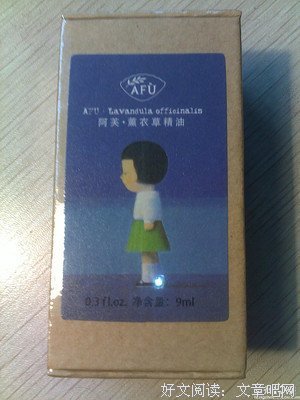 AFU
AFU · Lavandula officinalis
阿芙·薰衣草精油
0.3 fl.oz. 净含量: 9ml
好文阅读: 文章吧网